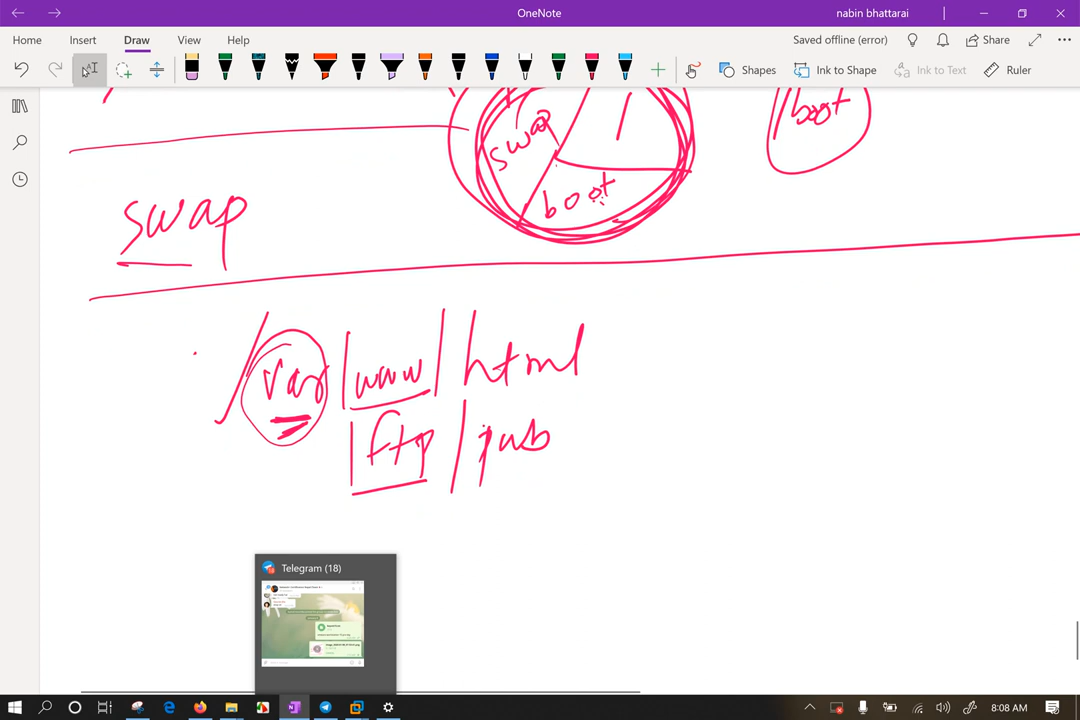 OneNote
nabin bhattarai
Home
Insert
Draw
View
Help
Saved offline (error)
Share
Shapes
Ink to Shape
Ink to Text
Ruler
swap
/
boot
/boot
swap
/var/www/html
/ftp/pub
Telegram (18)
8:08 AM